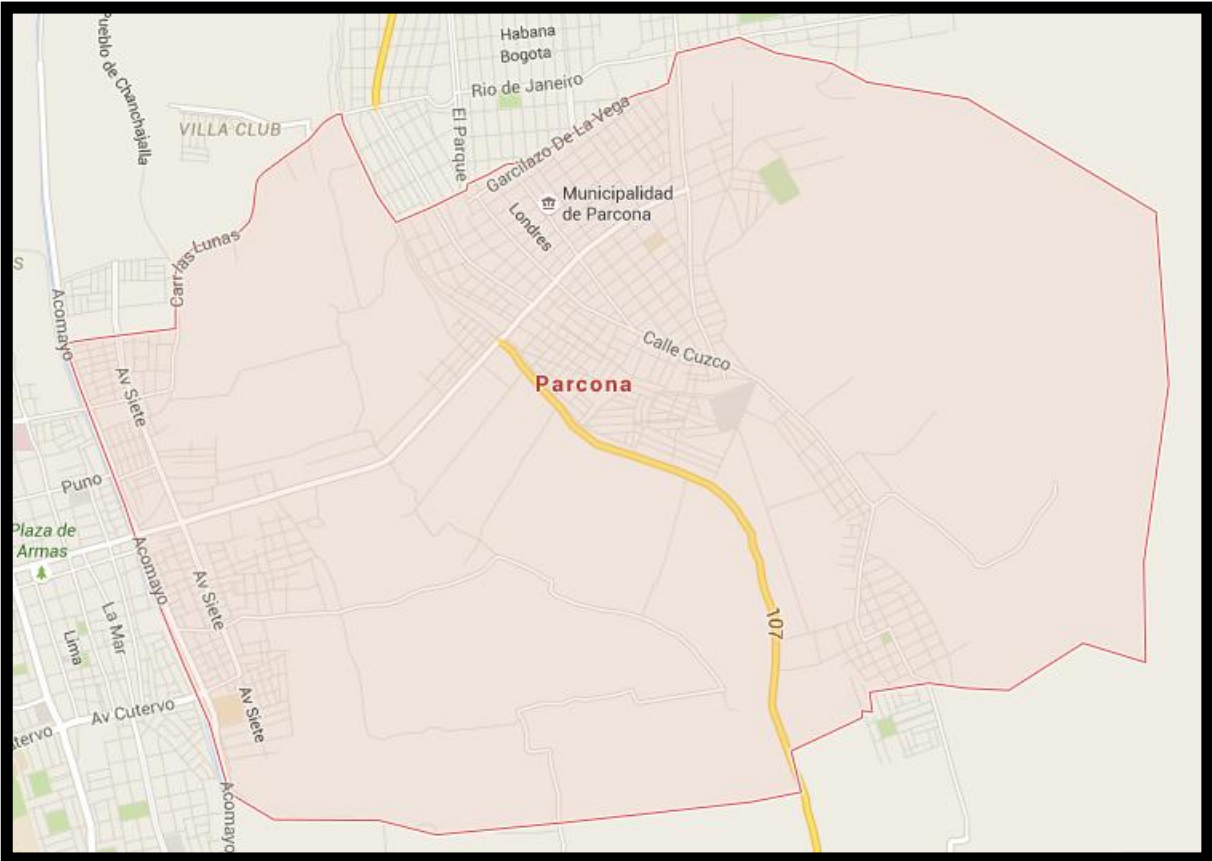 Habana
Bogota
Rio de Janeiro
Pueblo de Chanchajalla
VILLA CLUB
El Parque
Garcilazo De La Vega
Municipalidad
de Parcona
Londres
Carr las Lunas
S
Acomayo
Calle Cuzco
Av Siete
Parcona
Puno
Plaza de
Armas
Acomayo
Av Siete
La Mar
Lima
107
Av Siete
Av Cutervo
itervo
Acomayo